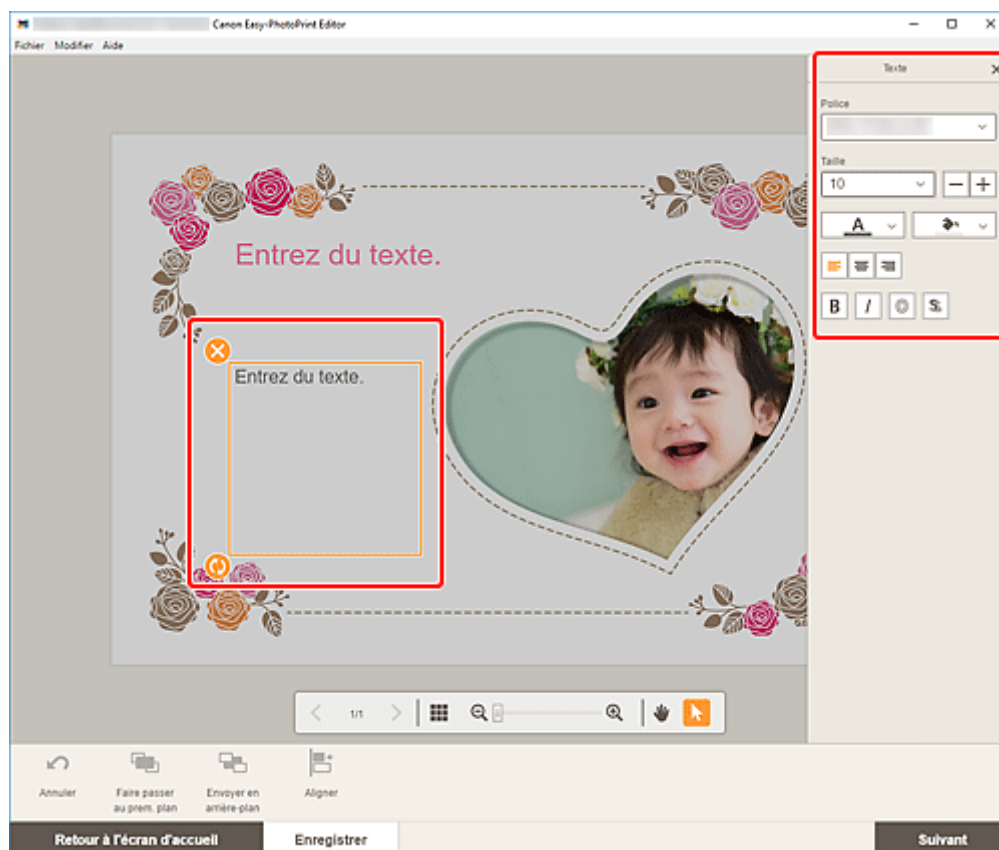 Canon Easy-PhotoPrint Editor
Fichier Modifier Aide
Texte
Police
Taille
10
A
B I S
Entrez du texte.
Entrez du texte.
1/1
Annuler
Faire passer
au prem. plan
Envoyer en
arrière-plan
Aligner
Retour à l'écran d'accueil
Enregistrer
Suivant